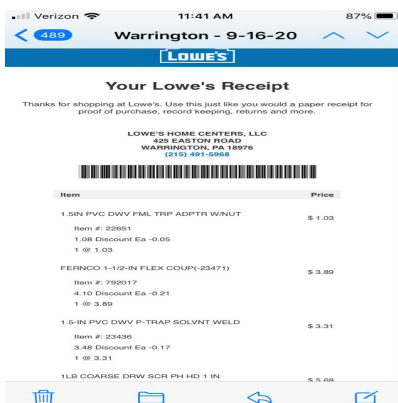 Verizon 11:41 AM 87%
489 Warrington - 9-16-20
LOWE'S
Your Lowe's Receipt
Thanks for shopping at Lowe's. Use this just like you would a paper receipt for
proof of purchase, record keeping, returns and more.
LOWE'S HOME CENTERS, LLC
425 EASTON ROAD
WARRINGTON, PA 18976
(215) 491-5968
Item Price
1.5IN PVC DWV FML TRP ADPTR W/NUT $ 1.03
Item #: 22651
1.08 Discount Ea -0.05
1 @ 1.03
FERNCO 1-1/2-IN FLEX COUP(-23471) $ 3.89
Item #: 792017
4.10 Discount Ea -0.21
1 @ 3.89
1.5-IN PVC DWV P-TRAP SOLVNT WELD $ 3.31
Item #: 23436
3.48 Discount Ea -0.17
1 @ 3.31
1LB COARSE DRW SCR PH HD 1 IN $ 5.68